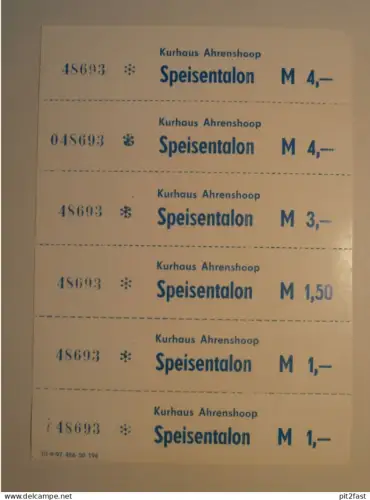 Kurhaus Ahrenshoop
48693 * Speisentalon M 4,—
Kurhaus Ahrenshoop
048693 * Speisentalon M 4,—
Kurhaus Ahrenshoop
48693 * Speisentalon M 3,—
Kurhaus Ahrenshoop
48693 * Speisentalon M 1,50
Kurhaus Ahrenshoop
48693 * Speisentalon M 1,—
Kurhaus Ahrenshoop
48693 * Speisentalon M 1,—
www.delcampe.net
pit2fast